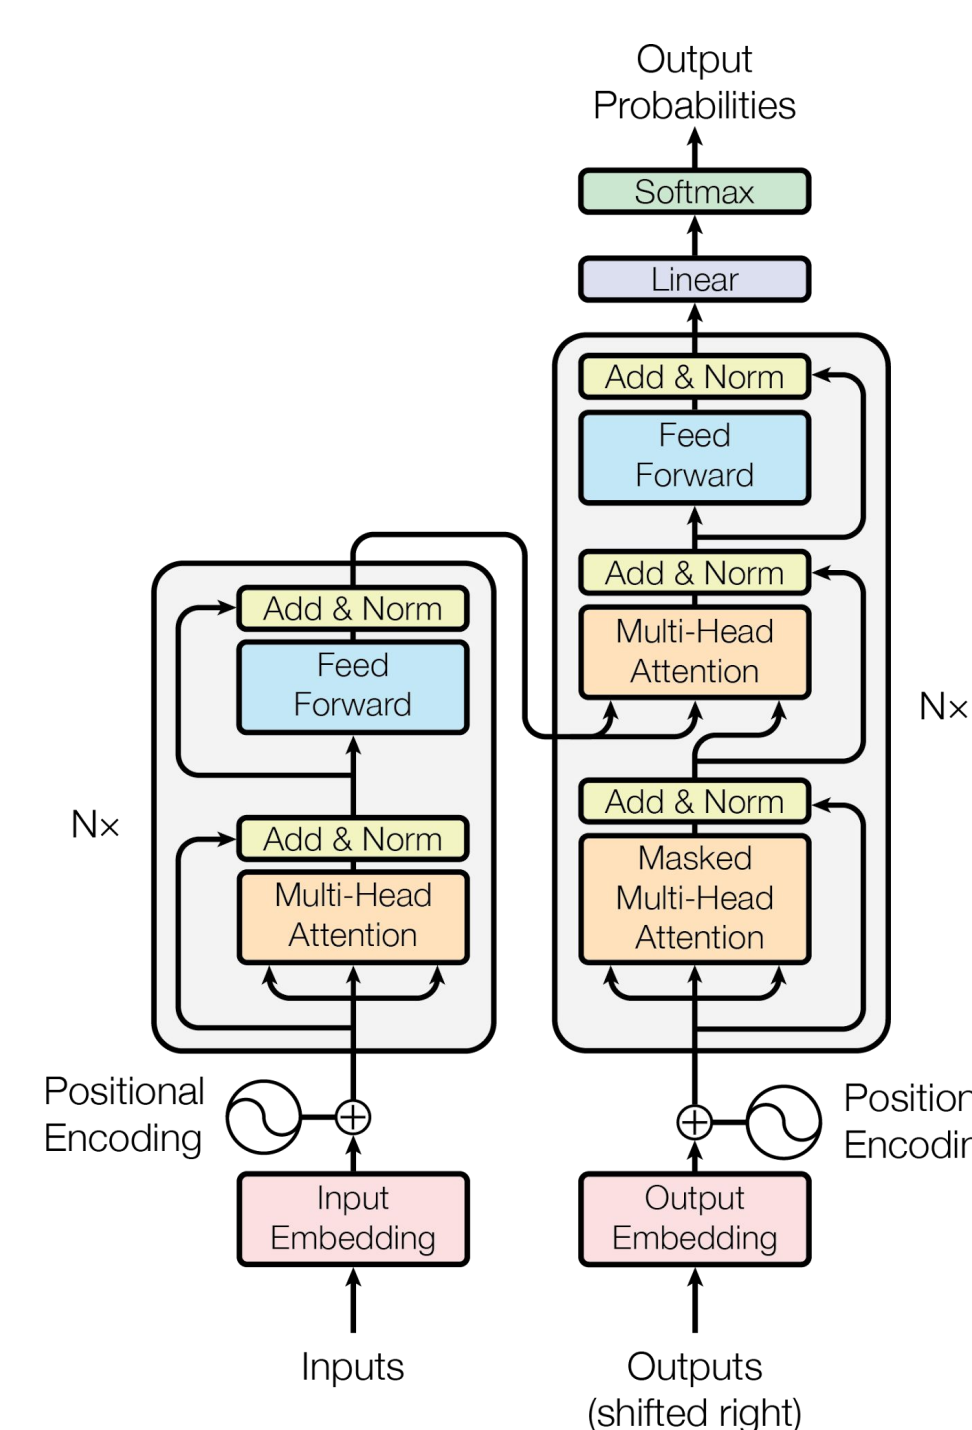 Output
Probabilities
Softmax
Linear
Add & Norm
Feed
Forward
Add & Norm
Multi-Head
Attention
Add & Norm
Masked
Multi-Head
Attention
Nx
Add & Norm
Feed
Forward
Add & Norm
Multi-Head
Attention
N×
Positional
Encoding
Input
Embedding
Output
Embedding
Inputs
Outputs
(shifted right)